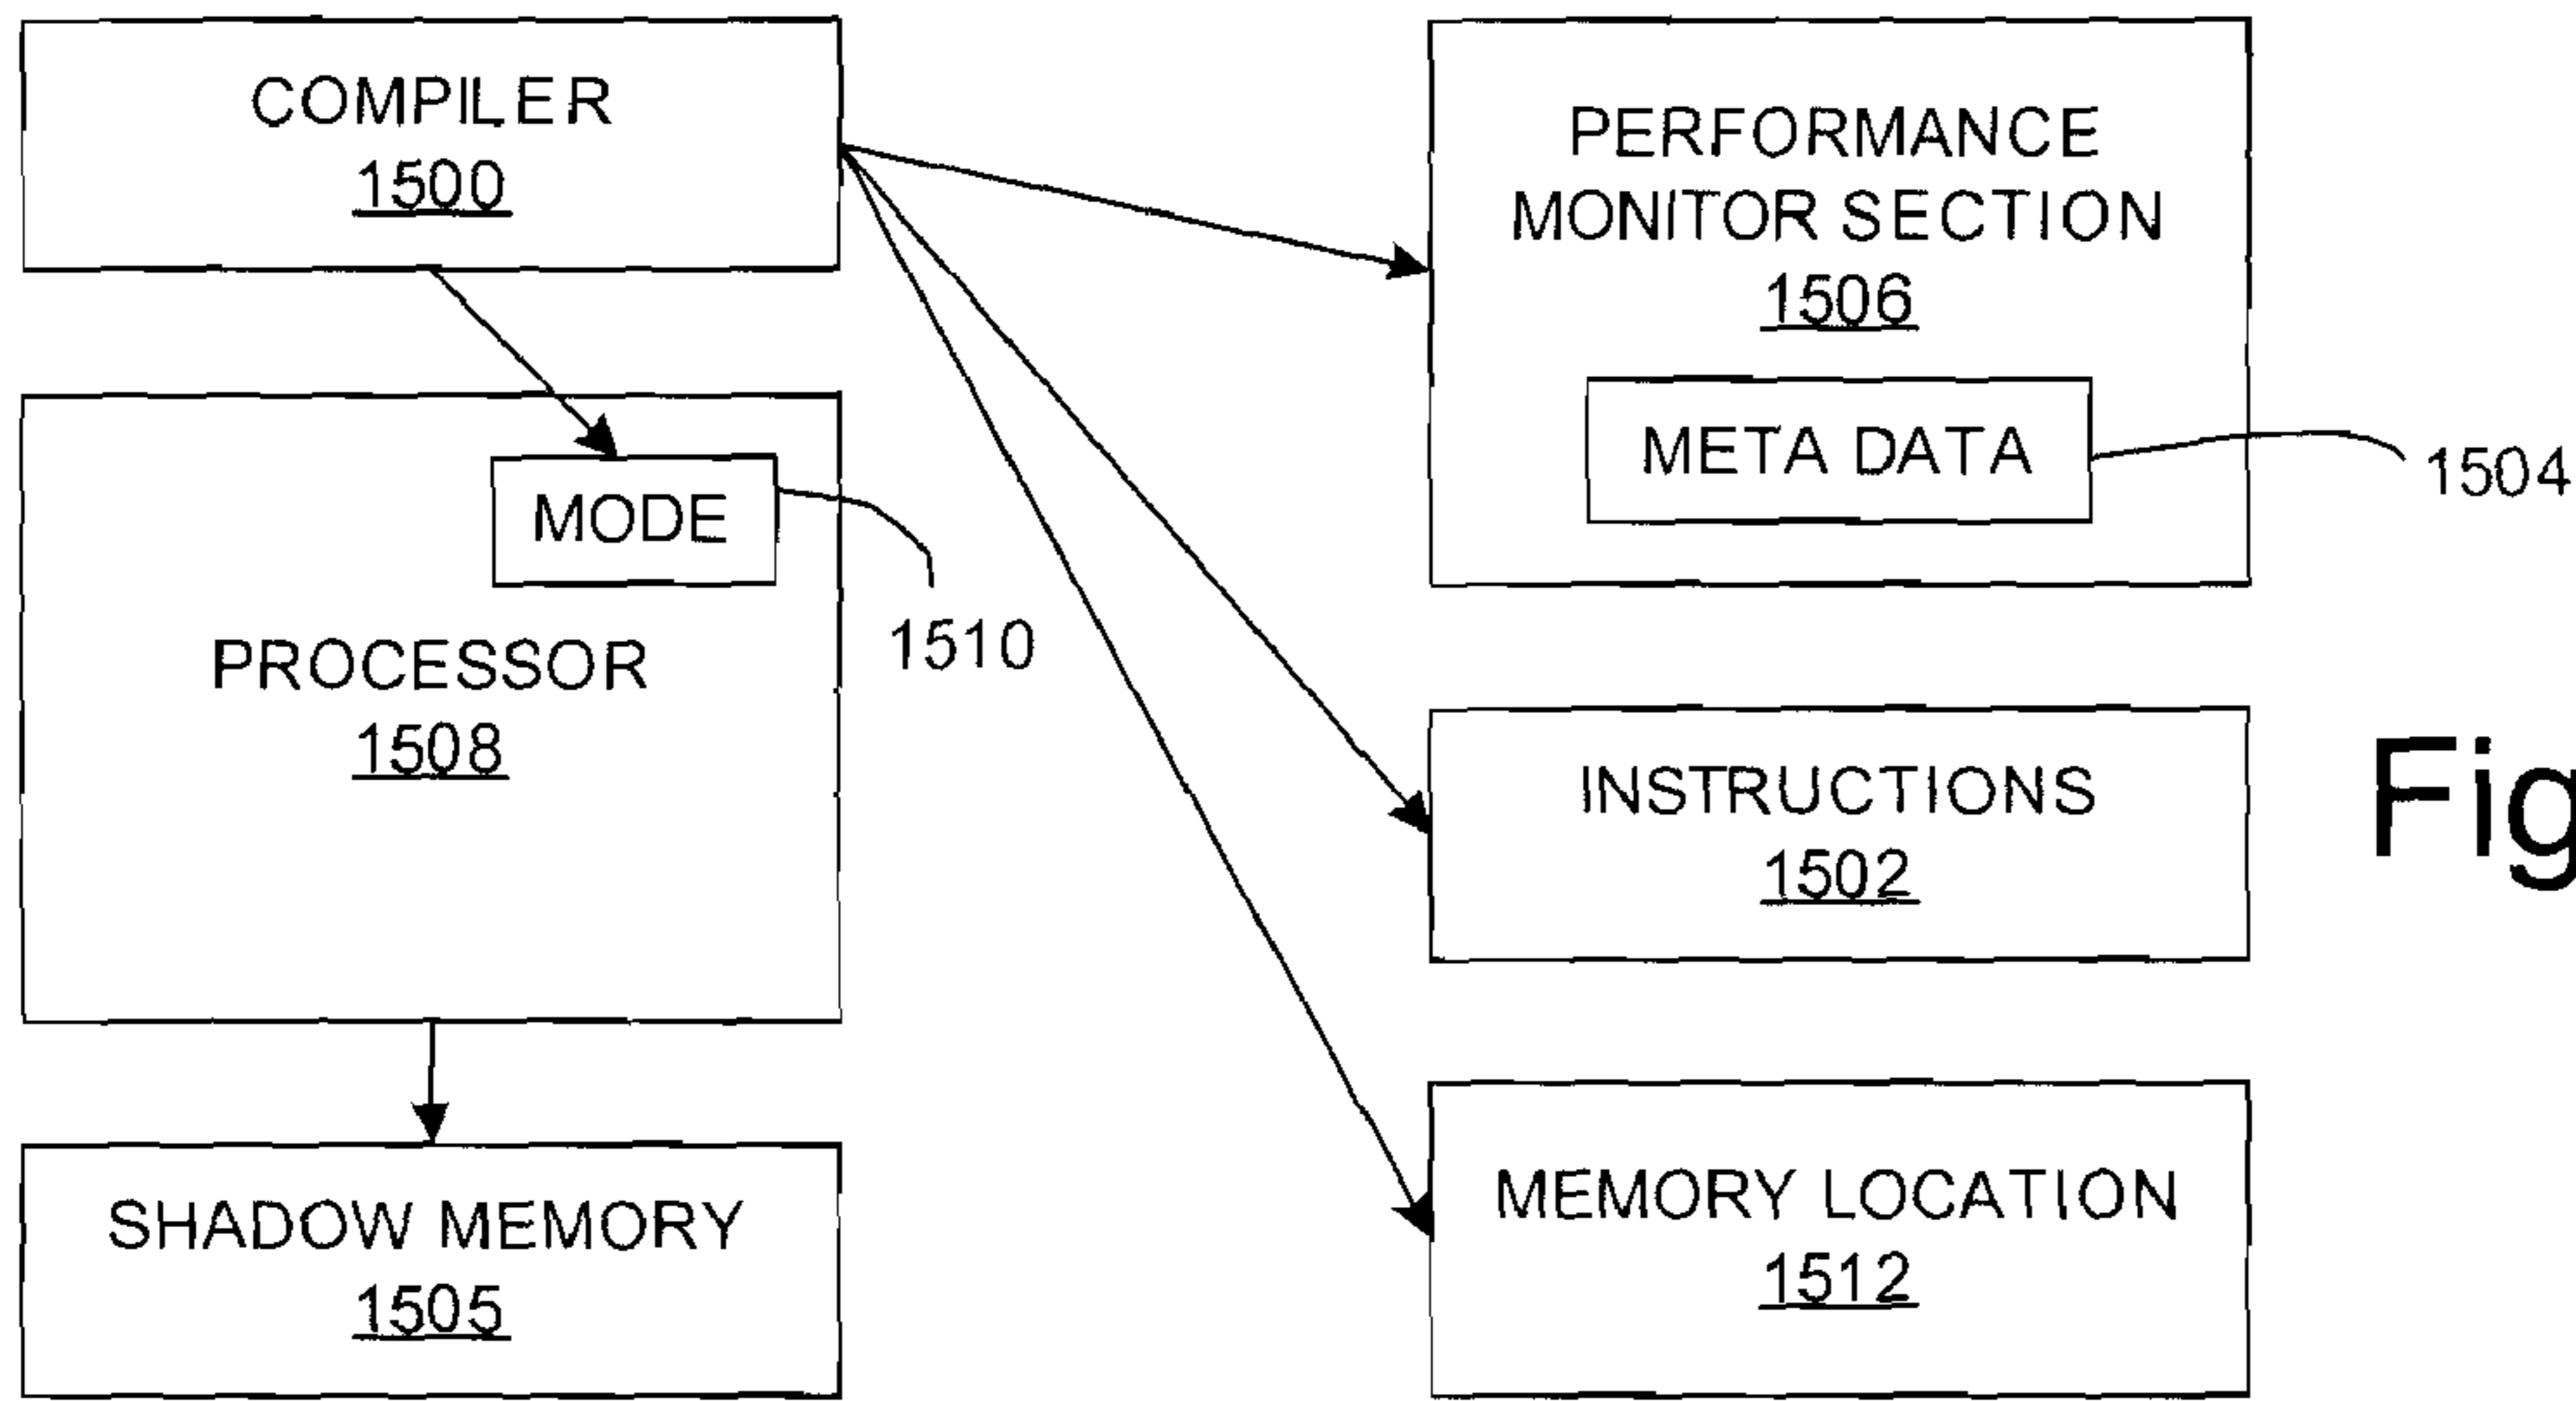 COMPILER
1500
PERFORMANCE
MONITOR SECTION
1506
META DATA
1504
MODE
1510
PROCESSOR
1508
INSTRUCTIONS
1502
Fig
SHADOW MEMORY
1505
MEMORY LOCATION
1512